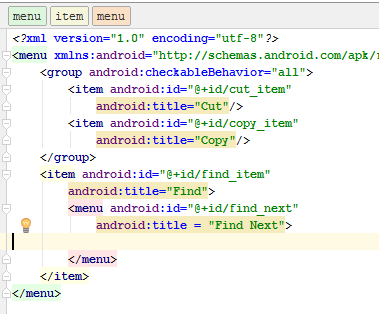 menu item menu
<?xml version="1.0" encoding="utf-8"?>
<menu xmlns:android="http://schemas.android.com/apk/
<group android:checkableBehavior="all">
<item android:id="@+id/cut_item"
android:title="Cut"/>
<item android:id="@+id/copy_item"
android:title="Copy"/>
</group>
<item android:id="@+id/find_item"
android:title="Find">
<menu android:id="@+id/find_next"
android:title = "Find Next">
</menu>
</item>
</menu>